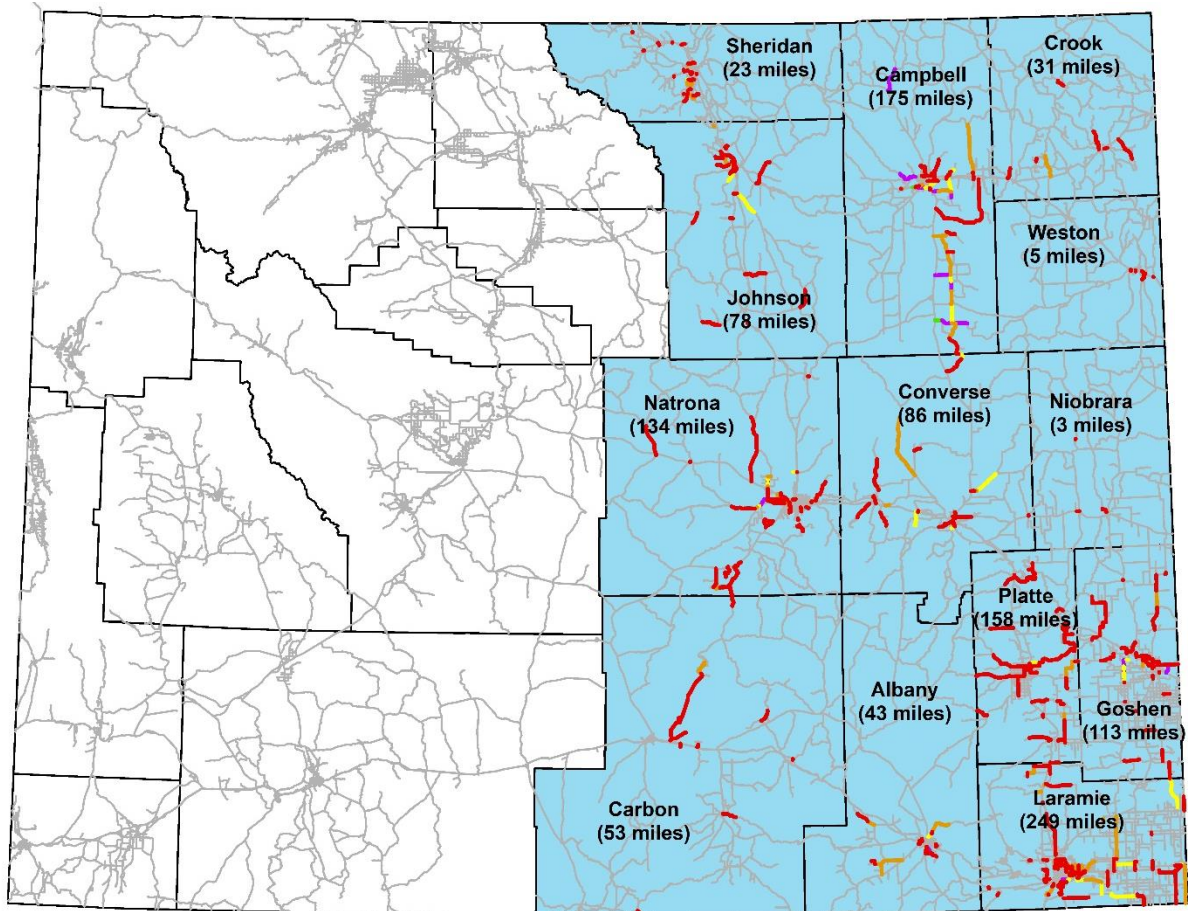 Sheridan
(23 miles)
Campbell
(175 miles)
Crook
(31 miles)
Weston
(5 miles)
Johnson
(78 miles)
Natrona
(134 miles)
Converse
(86 miles)
Niobrara
(3 miles)
Platte
(158 miles)
Albany
(43 miles)
Goshen
(113 miles)
Carbon
(53 miles)
Laramie
(249 miles)